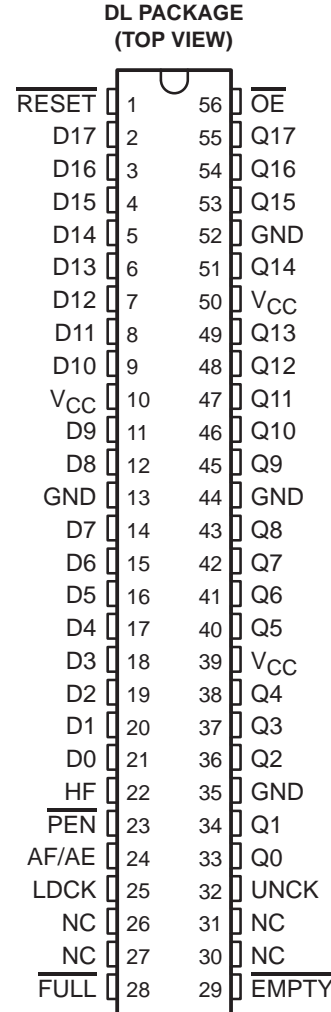 DL PACKAGE
(TOP VIEW)
RESET 1 56 OE
D17 2 55 Q17
D16 3 54 Q16
D15 4 53 Q15
D14 5 52 GND
D13 6 51 Q14
D12 7 50 VCC
D11 8 49 Q13
D10 9 48 Q12
VCC 10 47 Q11
D9 11 46 Q10
D8 12 45 Q9
GND 13 44 GND
D7 14 43 Q8
D6 15 42 Q7
D5 16 41 Q6
D4 17 40 Q5
D3 18 39 VCC
D2 19 38 Q4
D1 20 37 Q3
D0 21 36 Q2
HF 22 35 GND
PEN 23 34 Q1
AF/AE 24 33 Q0
LDCK 25 32 UNCK
NC 26 31 NC
NC 27 30 NC
FULL 28 29 EMPTY